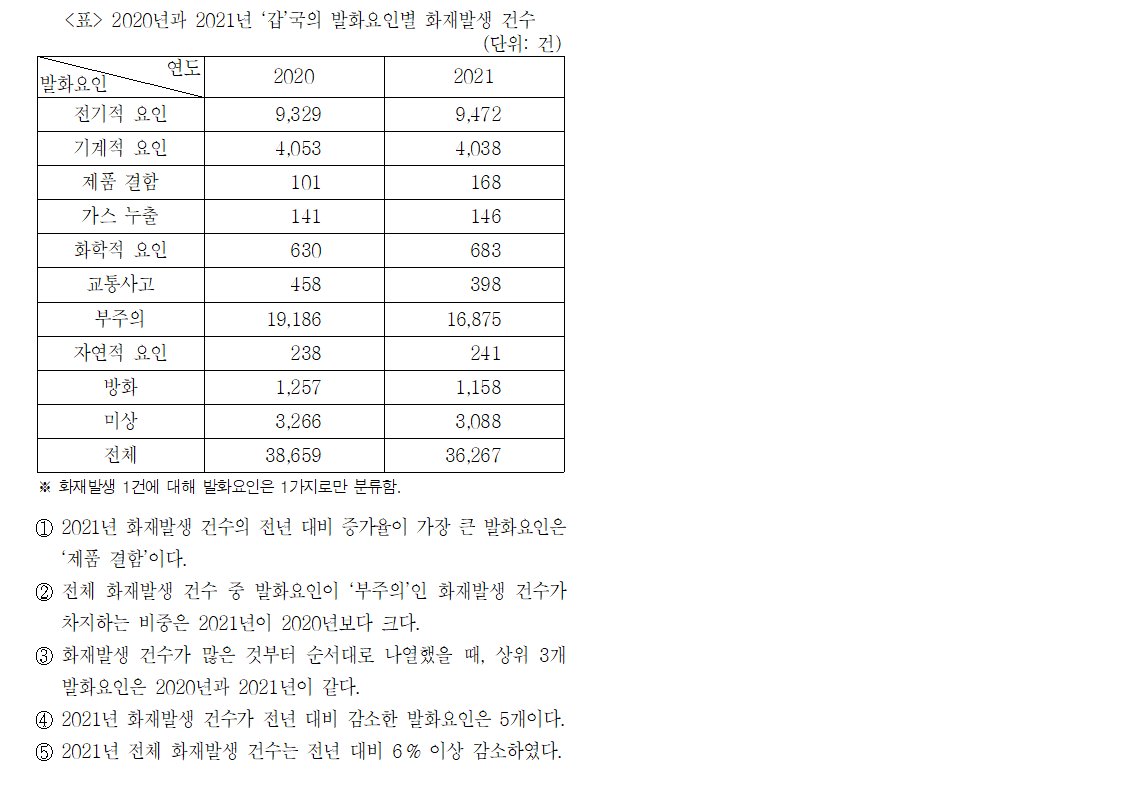 <표> 2020년과 2021년 ‘갑’국의 발화요인별 화재발생 건수
(단위: 건)
발화요인 연도 2020 2021
전기적 요인 9,329 9,472
기계적 요인 4,053 4,038
제품 결함 101 168
가스 누출 141 146
화학적 요인 630 683
교통사고 458 398
부주의 19,186 16,875
자연적 요인 238 241
방화 1,257 1,158
미상 3,266 3,088
전체 38,659 36,267
※ 화재발생 1건에 대해 발화요인은 1가지로만 분류함.
① 2021년 화재발생 건수의 전년 대비 증가율이 가장 큰 발화요인은
‘제품 결함’이다.
② 전체 화재발생 건수 중 발화요인이 ‘부주의’인 화재발생 건수가
차지하는 비중은 2021년이 2020년보다 크다.
③ 화재발생 건수가 많은 것부터 순서대로 나열했을 때, 상위 3개
발화요인은 2020년과 2021년이 같다.
④ 2021년 화재발생 건수가 전년 대비 감소한 발화요인은 5개이다.
⑤ 2021년 전체 화재발생 건수는 전년 대비 6% 이상 감소하였다.